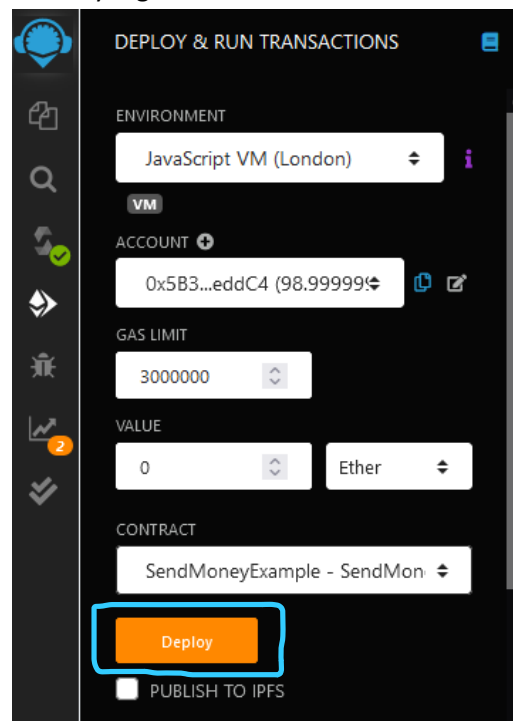 DEPLOY & RUN TRANSACTIONS
ENVIRONMENT
JavaScript VM (London)
i
VM
ACCOUNT
0x5B3...eddC4 (98.999999
GAS LIMIT
3000000
VALUE
0 Ether
2
CONTRACT
SendMoneyExample - SendMon
Deploy
PUBLISH TO IPFS